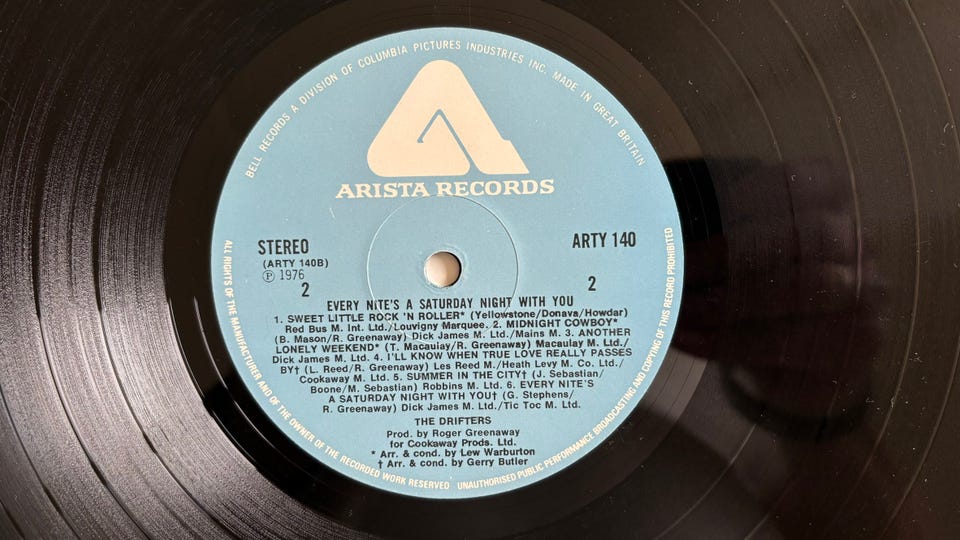 BELL RECORDS A DIVISION OF COLUMBIA PICTURES INDUSTRIES INC. MADE IN GREAT BRITAIN
ARISTA RECORDS
STEREO
(ARTY 140B)
℗ 1976
2
ARTY 140
2
EVERY NITE'S A SATURDAY NIGHT WITH YOU
1. SWEET LITTLE ROCK 'N ROLLER* (Yellowstone/Donava/Howdar)
Red Bus M. Int. Ltd./Louvigny Marquee. 2. MIDNIGHT COWBOY*
(B. Mason/R. Greenaway) Dick James M. Ltd./Mains M. 3. ANOTHER
LONELY WEEKEND* (T. Macauiay/R. Greenaway) Macaulay M. Ltd./
Dick James M. Ltd. 4. I'LL KNOW WHEN TRUE LOVE REALLY PASSES
BY† (L. Reed/R. Greenaway) Les Reed M./Heath Levy M. Co. Ltd./
Cookaway M. Ltd. 5. SUMMER IN THE CITY† (J. Sebastian/
Boone/M. Sebastian) Robbins M. Ltd. 6. EVERY NITE'S
A SATURDAY NIGHT WITH YOU† (G. Stephens/
R. Greenaway) Dick James M. Ltd./Tic Toc M. Ltd.
THE DRIFTERS
Prod. by Roger Greenaway
for Cookaway Prods. Ltd.
* Arr. & cond. by Lew Warburton
† Arr. & cond. by Gerry Butler
ALL RIGHTS OF THE MANUFACTURER AND OF THE OWNER OF THE RECORDED WORK RESERVED UNAUTHORISED PUBLIC PERFORMANCE BROADCASTING AND COPYING OF THIS RECORD PROHIBITED